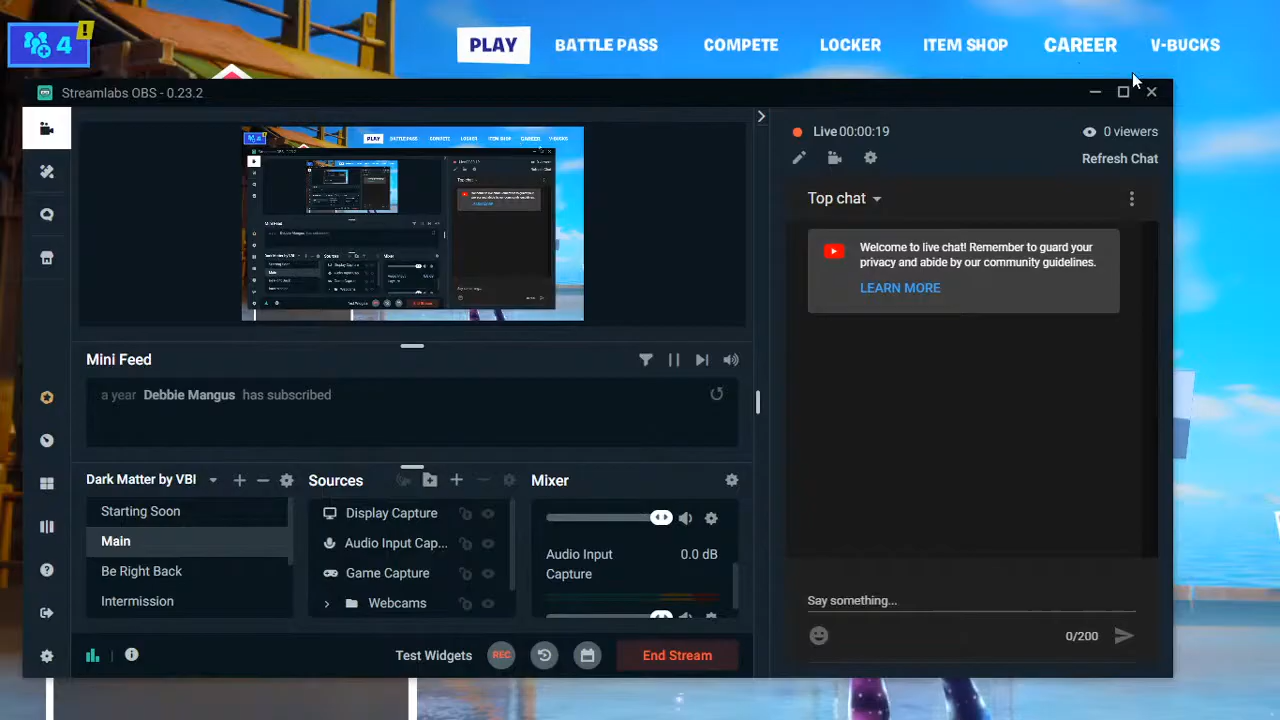 4
!
PLAY
BATTLE PASS
COMPETE
LOCKER
ITEM SHOP
CAREER
V-BUCKS
Streamlabs OBS - 0.23.2
Live 00:00:19
0 viewers
Refresh Chat
Top chat
Welcome to live chat! Remember to guard your
privacy and abide by our community guidelines.
LEARN MORE
Mini Feed
a year Debbie Mangus has subscribed
Dark Matter by VBI
Starting Soon
Main
Be Right Back
Intermission
Sources
Display Capture
Audio Input Cap...
Game Capture
Webcams
Mixer
Audio Input
Capture
0.0 dB
Say something...
0/200
Test Widgets
REC
End Stream